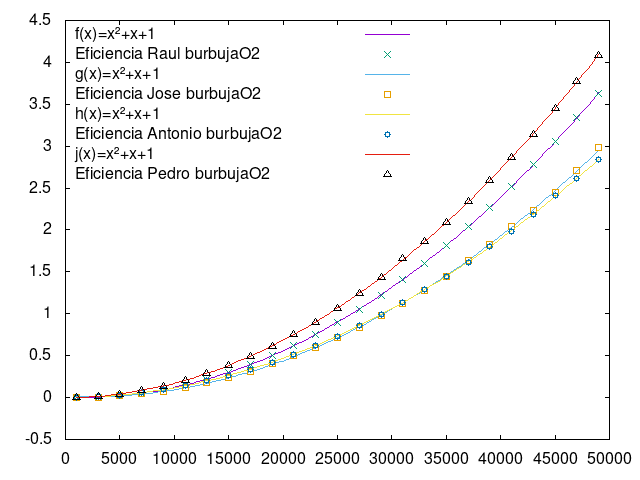 4.5
4
3.5
3
2.5
2
1.5
1
0.5
0
-0.5
f(x)=x²+x+1
Eficiencia Raul burbujaO2
g(x)=x²+x+1
Eficiencia Jose burbujaO2
h(x)=x²+x+1
Eficiencia Antonio burbujaO2
j(x)=x²+x+1
Eficiencia Pedro burbujaO2
0 5000 10000 15000 20000 25000 30000 35000 40000 45000 50000